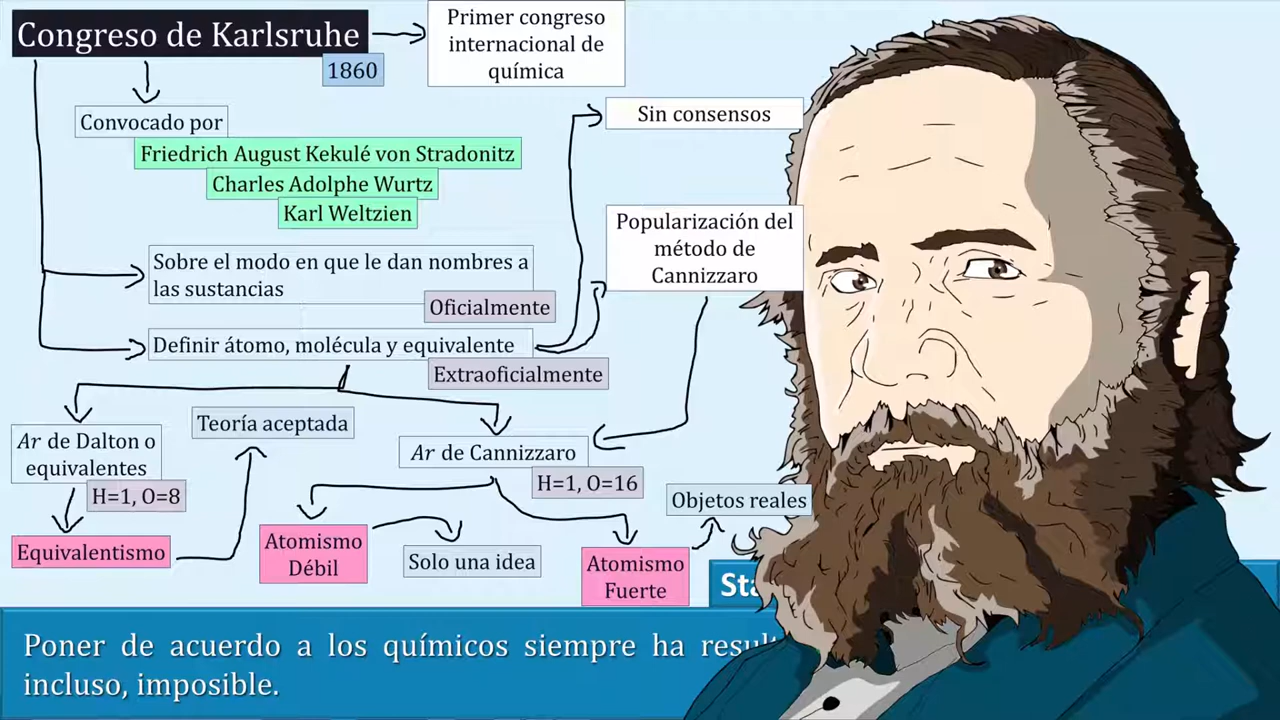 Congreso de Karlsruhe
1860
Primer congreso
internacional de
química
Convocado por
Friedrich August Kekulé von Stradonitz
Charles Adolphe Wurtz
Karl Weltzien
Sin consensos
Popularización del
método de
Cannizzaro
Sobre el modo en que le dan nombres a
las sustancias
Oficialmente
Definir átomo, molécula y equivalente
Extraoficialmente
Ar de Dalton o
equivalentes
H=1, O=8
Teoría aceptada
Ar de Cannizzaro
H=1, O=16
Objetos reales
Equivalentismo
Atomismo
Débil
Solo una idea
Atomismo
Fuerte
Poner de acuerdo a los químicos siempre ha
incluso, imposible.